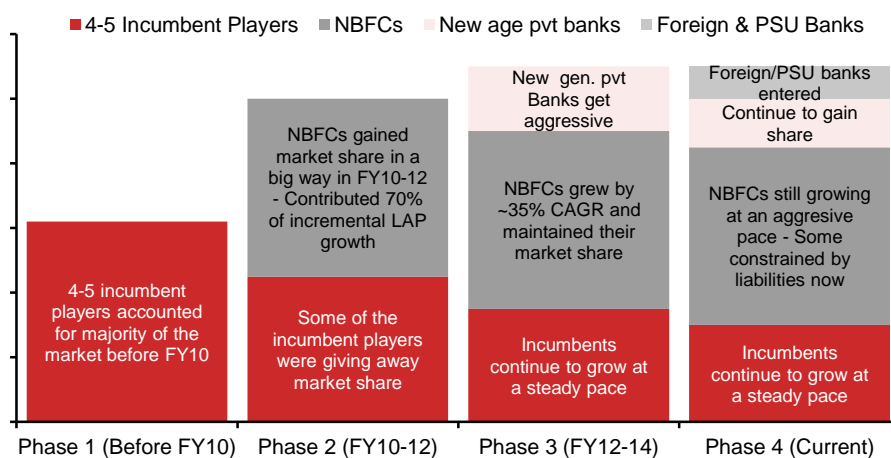 4-5 Incumbent Players NBFCs New age pvt banks Foreign & PSU Banks
4-5 incumbent
players accounted
for majority of the
market before FY10
NBFCs gained
market share in a
big way in FY10-12
- Contributed 70%
of incremental LAP
growth
Some of the
incumbent players
were giving away
market share
New gen. pvt
Banks get
aggressive
NBFCs grew by
~35% CAGR and
maintained their
market share
Incumbents
continue to grow at
a steady pace
Foreign/PSU banks
entered
Continue to gain
share
NBFCs still growing
at an aggresive
pace - Some
constrained by
liabilities now
Incumbents
continue to grow at
a steady pace
Phase 1 (Before FY10) Phase 2 (FY10-12) Phase 3 (FY12-14) Phase 4 (Current)